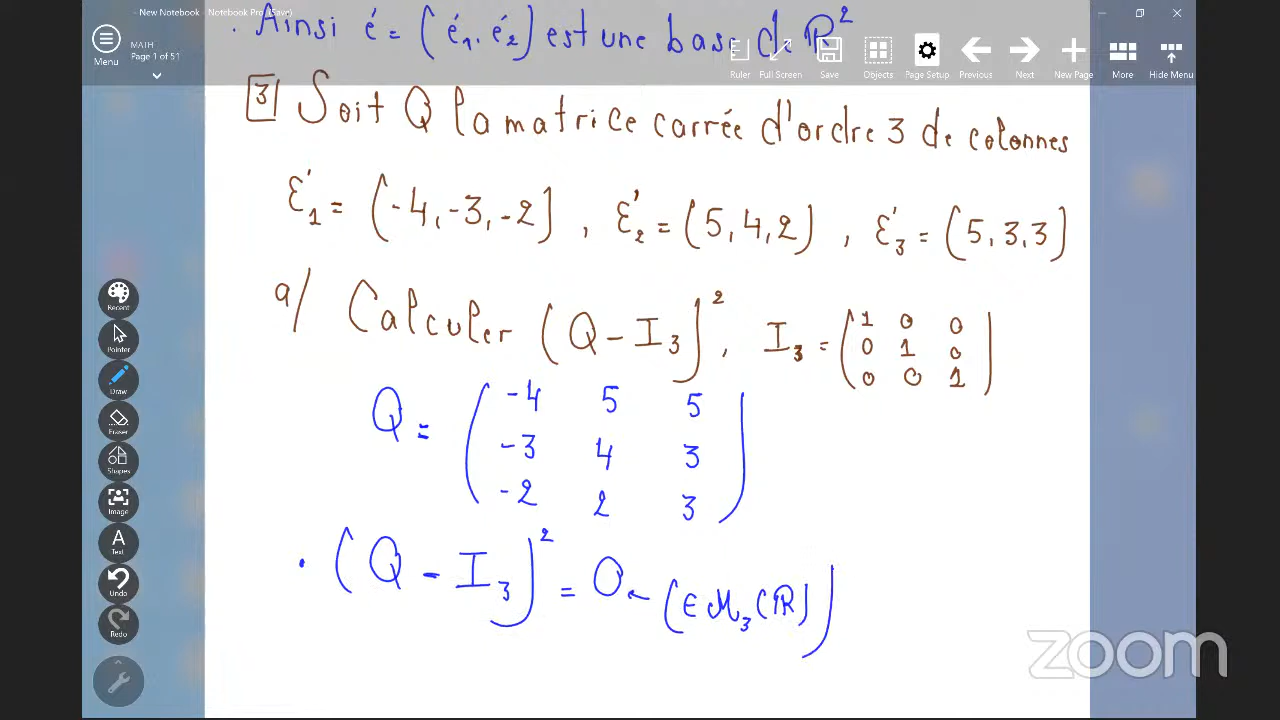 - New Notebook - Notebook Pro (Save)
Menu
MATH
Page 1 of 51
Ruler Full Screen Save Objects Page Setup Previous Next New Page More Hide Menu
. Ainsi é = (é₁, é₂) est une base de ℝ²
3 Soit Q la matrice carrée d'ordre 3 de colonnes
ε'₁ = (-4, -3, -2), ε'₂ = (5, 4, 2), ε'₃ = (5, 3, 3)
a/ Calculer (Q - I₃)², I₃ = (1 0 0
0 1 0
0 0 1)
Q = (-4 5 5
-3 4 3
-2 2 3)
. (Q - I₃)² = O ← (∈ M₃(ℝ))
Recent
Pointer
Draw
Eraser
Shapes
Image
A
Text
Undo
Redo
zoom